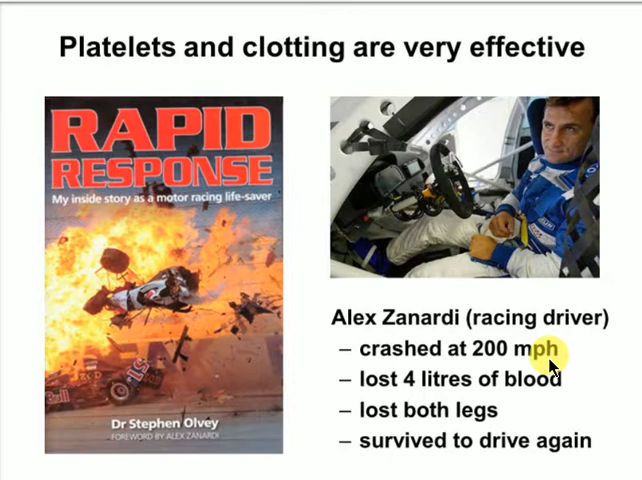 Platelets and clotting are very effective
RAPID
RESPONSE
My inside story as a motor racing life-saver
Dr Stephen Olvey
FOREWORD BY ALEX ZANARDI
Alex Zanardi (racing driver)
– crashed at 200 mph
– lost 4 litres of blood
– lost both legs
– survived to drive again